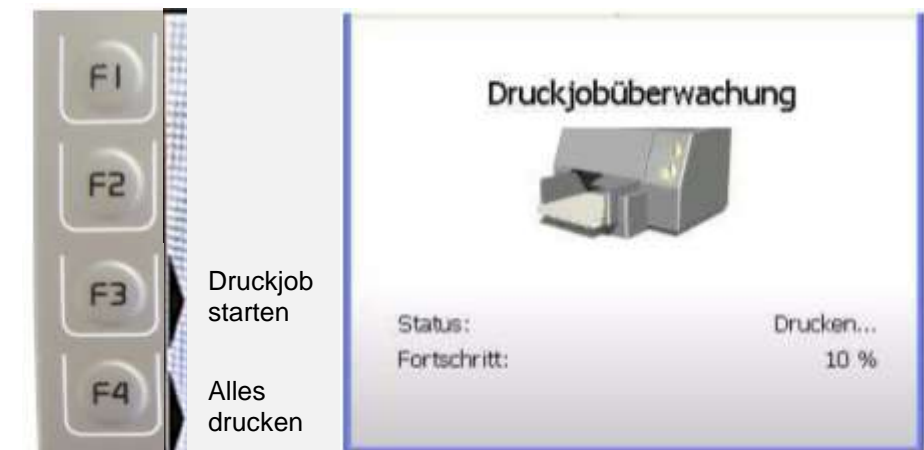 F1
F2
F3
F4
Druckjob
starten
Alles
drucken
Druckjobüberwachung
Status: Drucken...
Fortschritt: 10 %